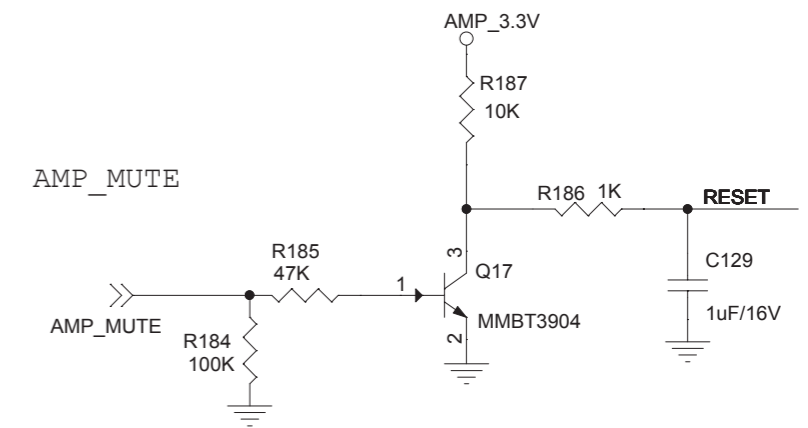 AMP_3.3V
R187
10K
AMP_MUTE
R186 1K
RESET
R185
47K
3
Q17
C129
1
AMP_MUTE
MMBT3904
1uF/16V
R184
100K
2